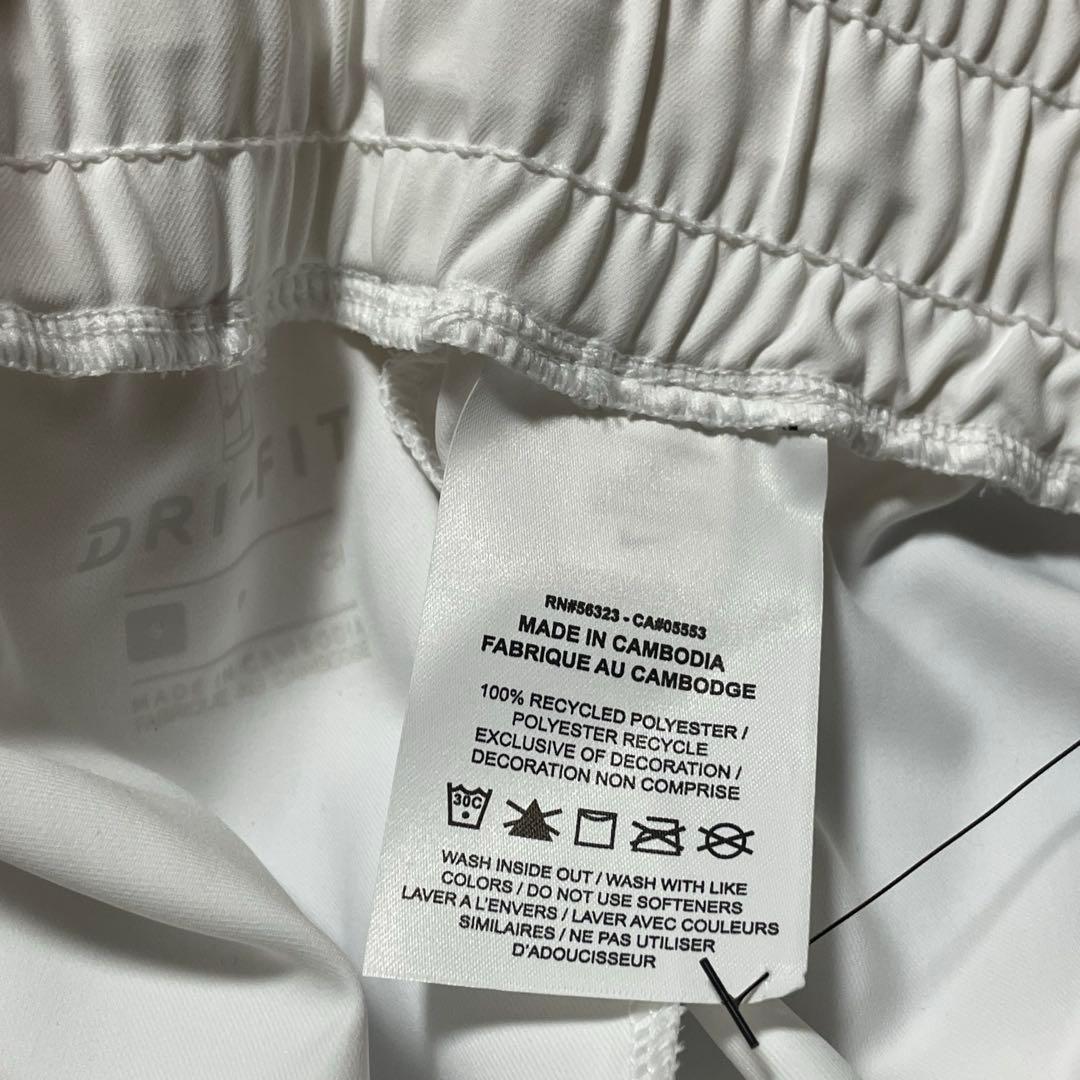 DRI-FIT
MADE IN
RN#56323 - CA#05553
MADE IN CAMBODIA
FABRIQUE AU CAMBODGE
100% RECYCLED POLYESTER /
POLYESTER RECYCLE
EXCLUSIVE OF DECORATION /
DECORATION NON COMPRISE
30C
WASH INSIDE OUT / WASH WITH LIKE
COLORS / DO NOT USE SOFTENERS
LAVER A L'ENVERS / LAVER AVEC COULEURS
SIMILAIRES / NE PAS UTILISER
D'ADOUCISSEUR